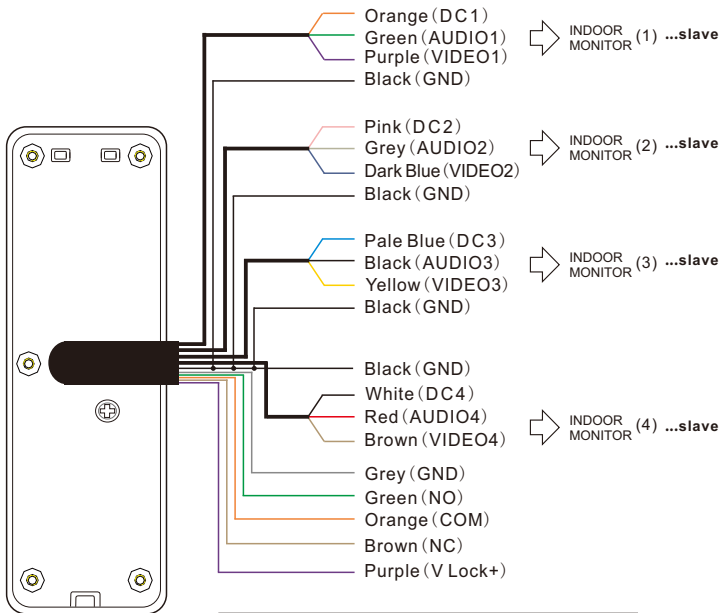 Orange (DC1)
Green (AUDIO1)
Purple (VIDEO1)
Black (GND)
INDOOR MONITOR (1) ...slave
Pink (DC2)
Grey (AUDIO2)
Dark Blue (VIDEO2)
Black (GND)
INDOOR MONITOR (2) ...slave
Pale Blue (DC3)
Black (AUDIO3)
Yellow (VIDEO3)
Black (GND)
INDOOR MONITOR (3) ...slave
Black (GND)
White (DC4)
Red (AUDIO4)
Brown (VIDEO4)
INDOOR MONITOR (4) ...slave
Grey (GND)
Green (NO)
Orange (COM)
Brown (NC)
Purple (V Lock+)